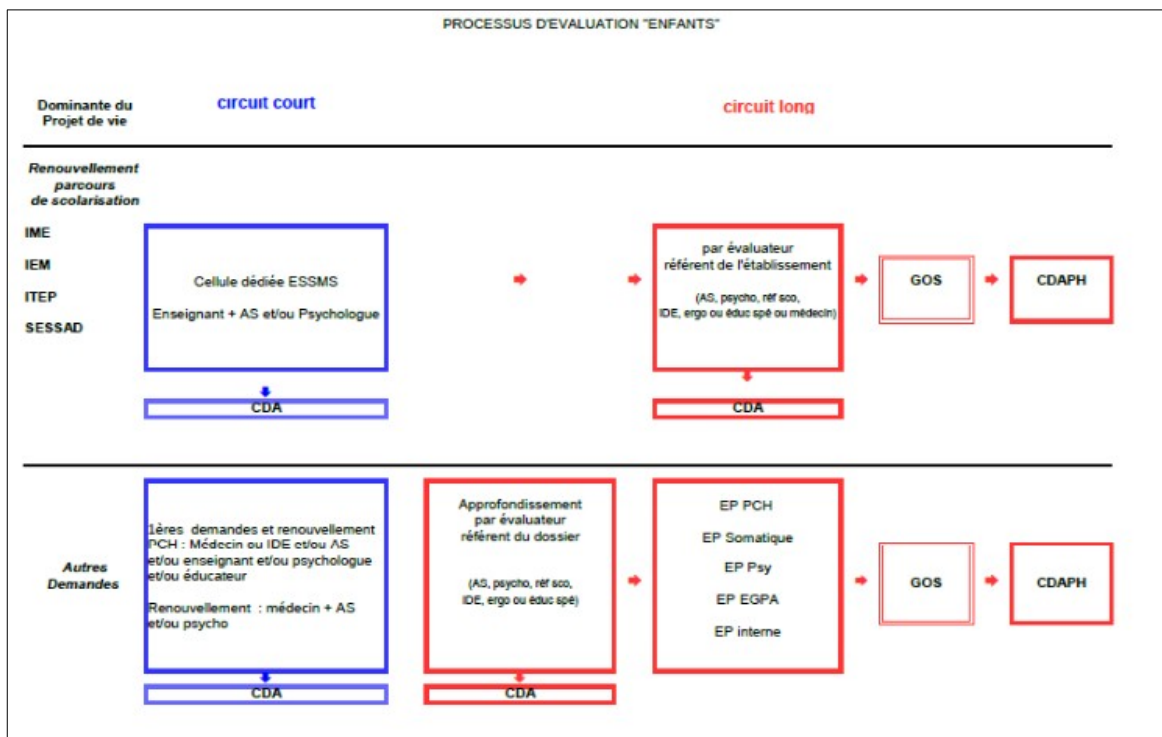 PROCESSUS D'EVALUATION "ENFANTS"
Dominante du
Projet de vie
circuit court
circuit long
Renouvellement
parcours
de scolarisation
IME
IEM
ITEP
SESSAD
Cellule dédiée ESSMS
Enseignant + AS et/ou Psychologue
CDA
par évaluateur
référent de l'établissement
(AS, psycho, réf sco,
IDE, ergo ou éduc spé ou médecin)
CDA
GOS
CDAPH
Autres
Demandes
1ères demandes et renouvellement
PCH : Médecin ou IDE et/ou AS
et/ou enseignant et/ou psychologue
et/ou éducateur
Renouvellement : médecin + AS
et/ou psycho
CDA
Approfondissement
par évaluateur
référent du dossier
(AS, psycho, réf sco,
IDE, ergo ou éduc spé)
CDA
EP PCH
EP Somatique
EP Psy
EP EGPA
EP interne
GOS
CDAPH